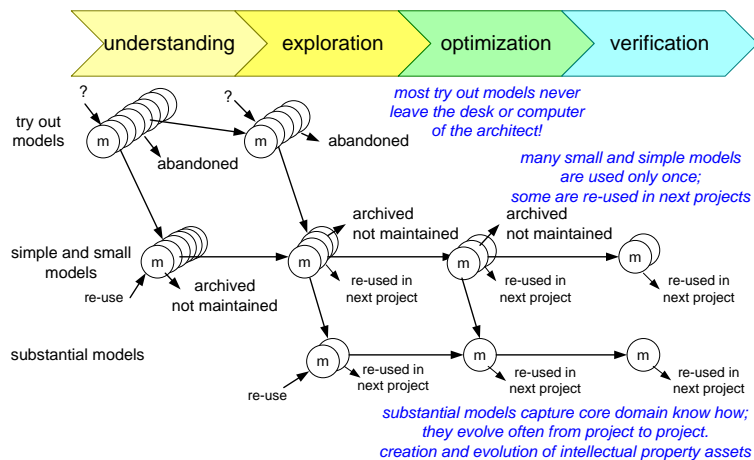 understanding
exploration
optimization
verification
most try out models never
leave the desk or computer
of the architect!
?
?
try out
models
m
m
abandoned
abandoned
many small and simple models
are used only once;
some are re-used in next projects
archived
not maintained
archived
not maintained
simple and small
models
m
m
m
m
re-use
archived
not maintained
re-used in
next project
re-used in
next project
re-used in
next project
substantial models
m
m
m
re-use
re-used in
next project
re-used in
next project
re-used in
next project
substantial models capture core domain know how;
they evolve often from project to project.
creation and evolution of intellectual property assets